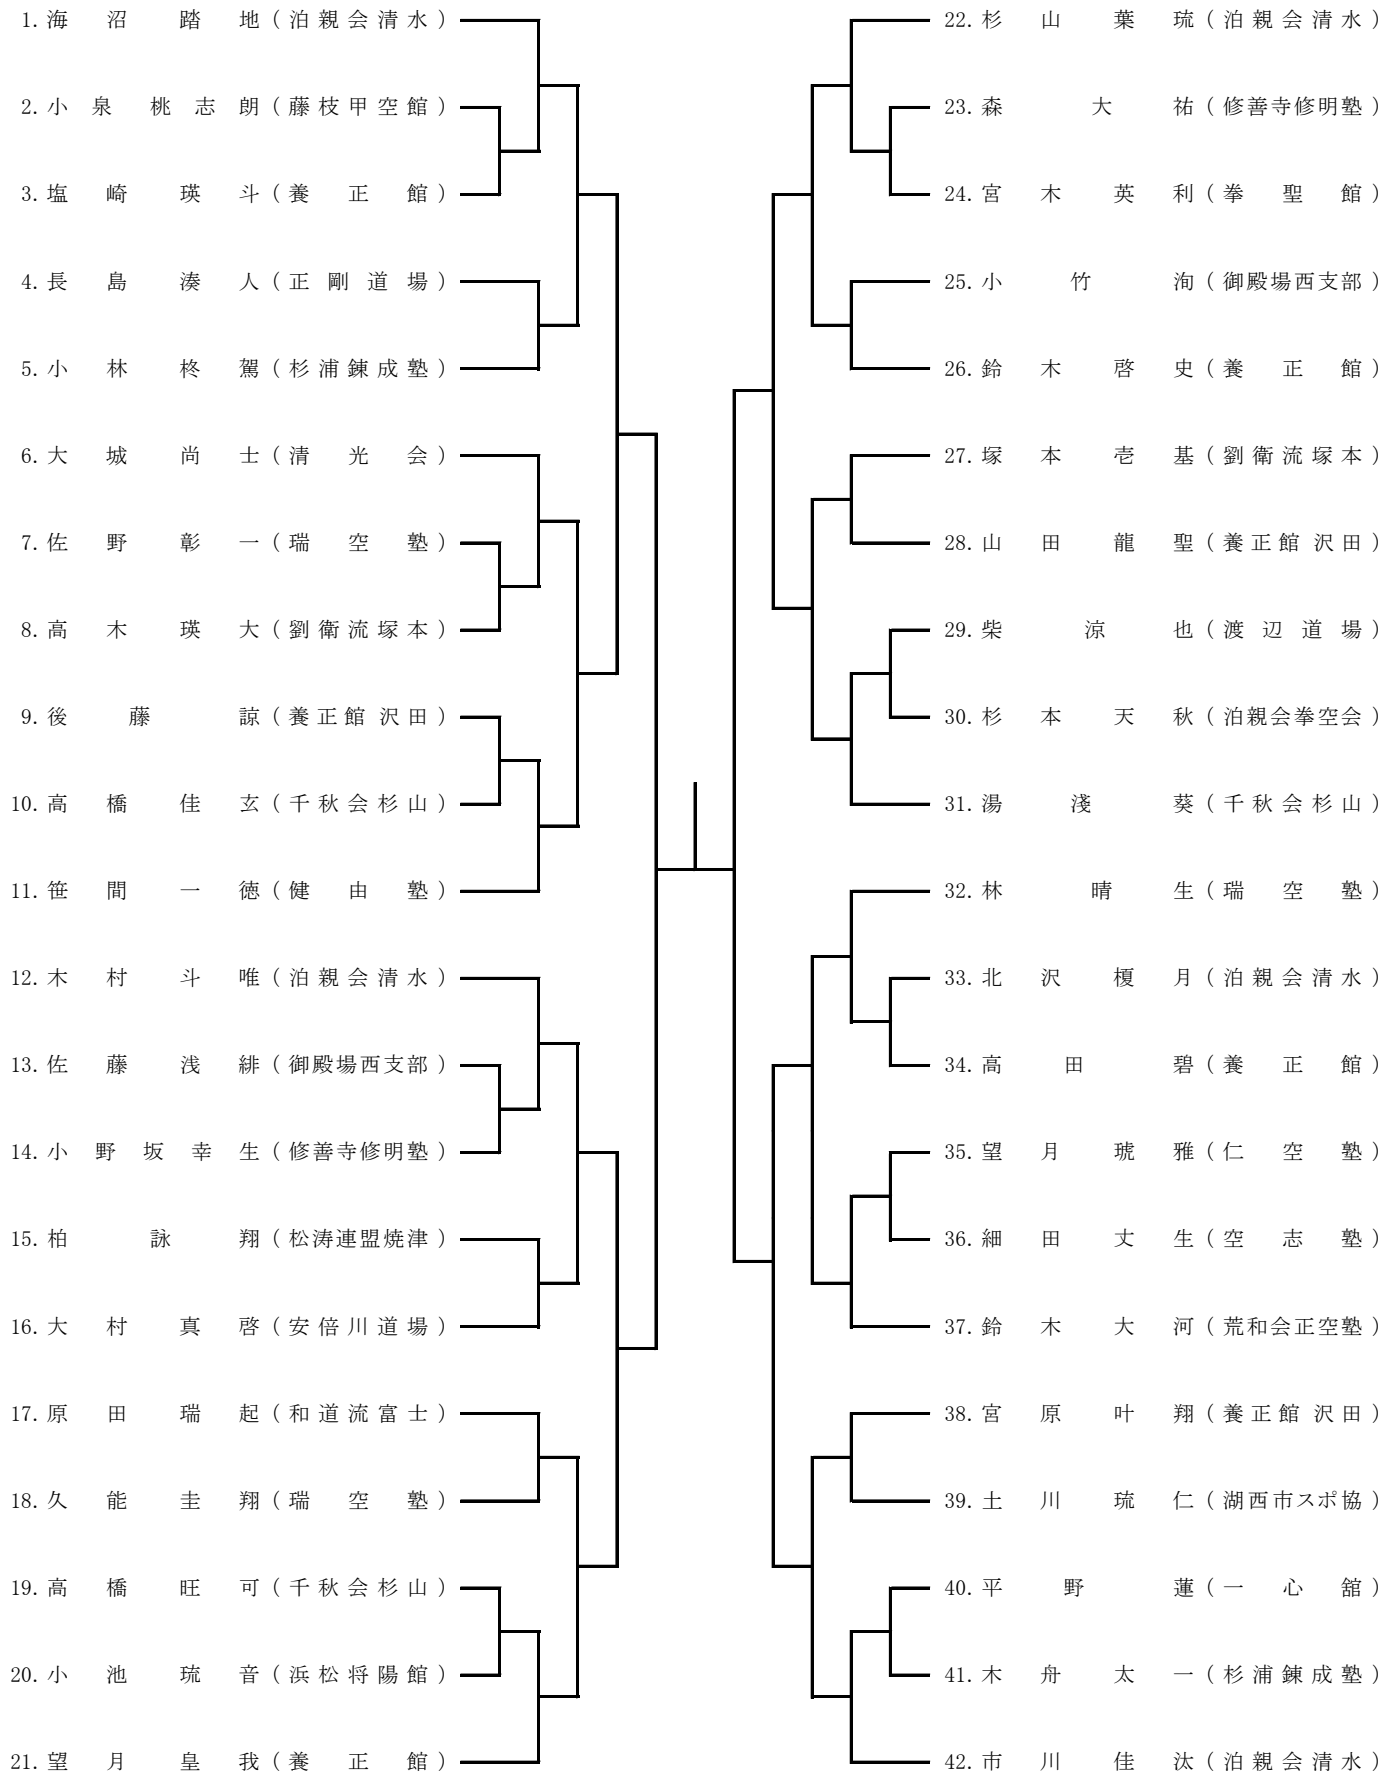 1. 海沼踏地(泊親会清水)
2. 小泉桃志朗(藤枝甲空館)
3. 塩崎瑛斗(養正館)
4. 長島湊人(正剛道場)
5. 小林柊駕(杉浦錬成塾)
6. 大城尚士(清光会)
7. 佐野彰一(瑞空塾)
8. 高木瑛大(劉衛流塚本)
9. 後藤諒(養正館沢田)
10. 高橋佳玄(千秋会杉山)
11. 笹間一徳(健由塾)
12. 木村斗唯(泊親会清水)
13. 佐藤浅緋(御殿場西支部)
14. 小野坂幸生(修善寺修明塾)
15. 柏詠翔(松涛連盟焼津)
16. 大村真啓(安倍川道場)
17. 原田瑞起(和道流富士)
18. 久能圭翔(瑞空塾)
19. 高橋旺可(千秋会杉山)
20. 小池琉音(浜松将陽館)
21. 望月皇我(養正館)
22. 杉山葉琉(泊親会清水)
23. 森大祐(修善寺修明塾)
24. 宮木英利(拳聖館)
25. 小竹洵(御殿場西支部)
26. 鈴木啓史(養正館)
27. 塚本壱基(劉衛流塚本)
28. 山田龍聖(養正館沢田)
29. 柴涼也(渡辺道場)
30. 杉本天秋(泊親会拳空会)
31. 湯淺葵(千秋会杉山)
32. 林晴生(瑞空塾)
33. 北沢榎月(泊親会清水)
34. 高田碧(養正館)
35. 望月琥雅(仁空塾)
36. 細田丈生(空志塾)
37. 鈴木大河(荒和会正空塾)
38. 宮原叶翔(養正館沢田)
39. 土川琉仁(湖西市スポ協)
40. 平野蓮(一心舘)
41. 木舟太一(杉浦錬成塾)
42. 市川佳汰(泊親会清水)